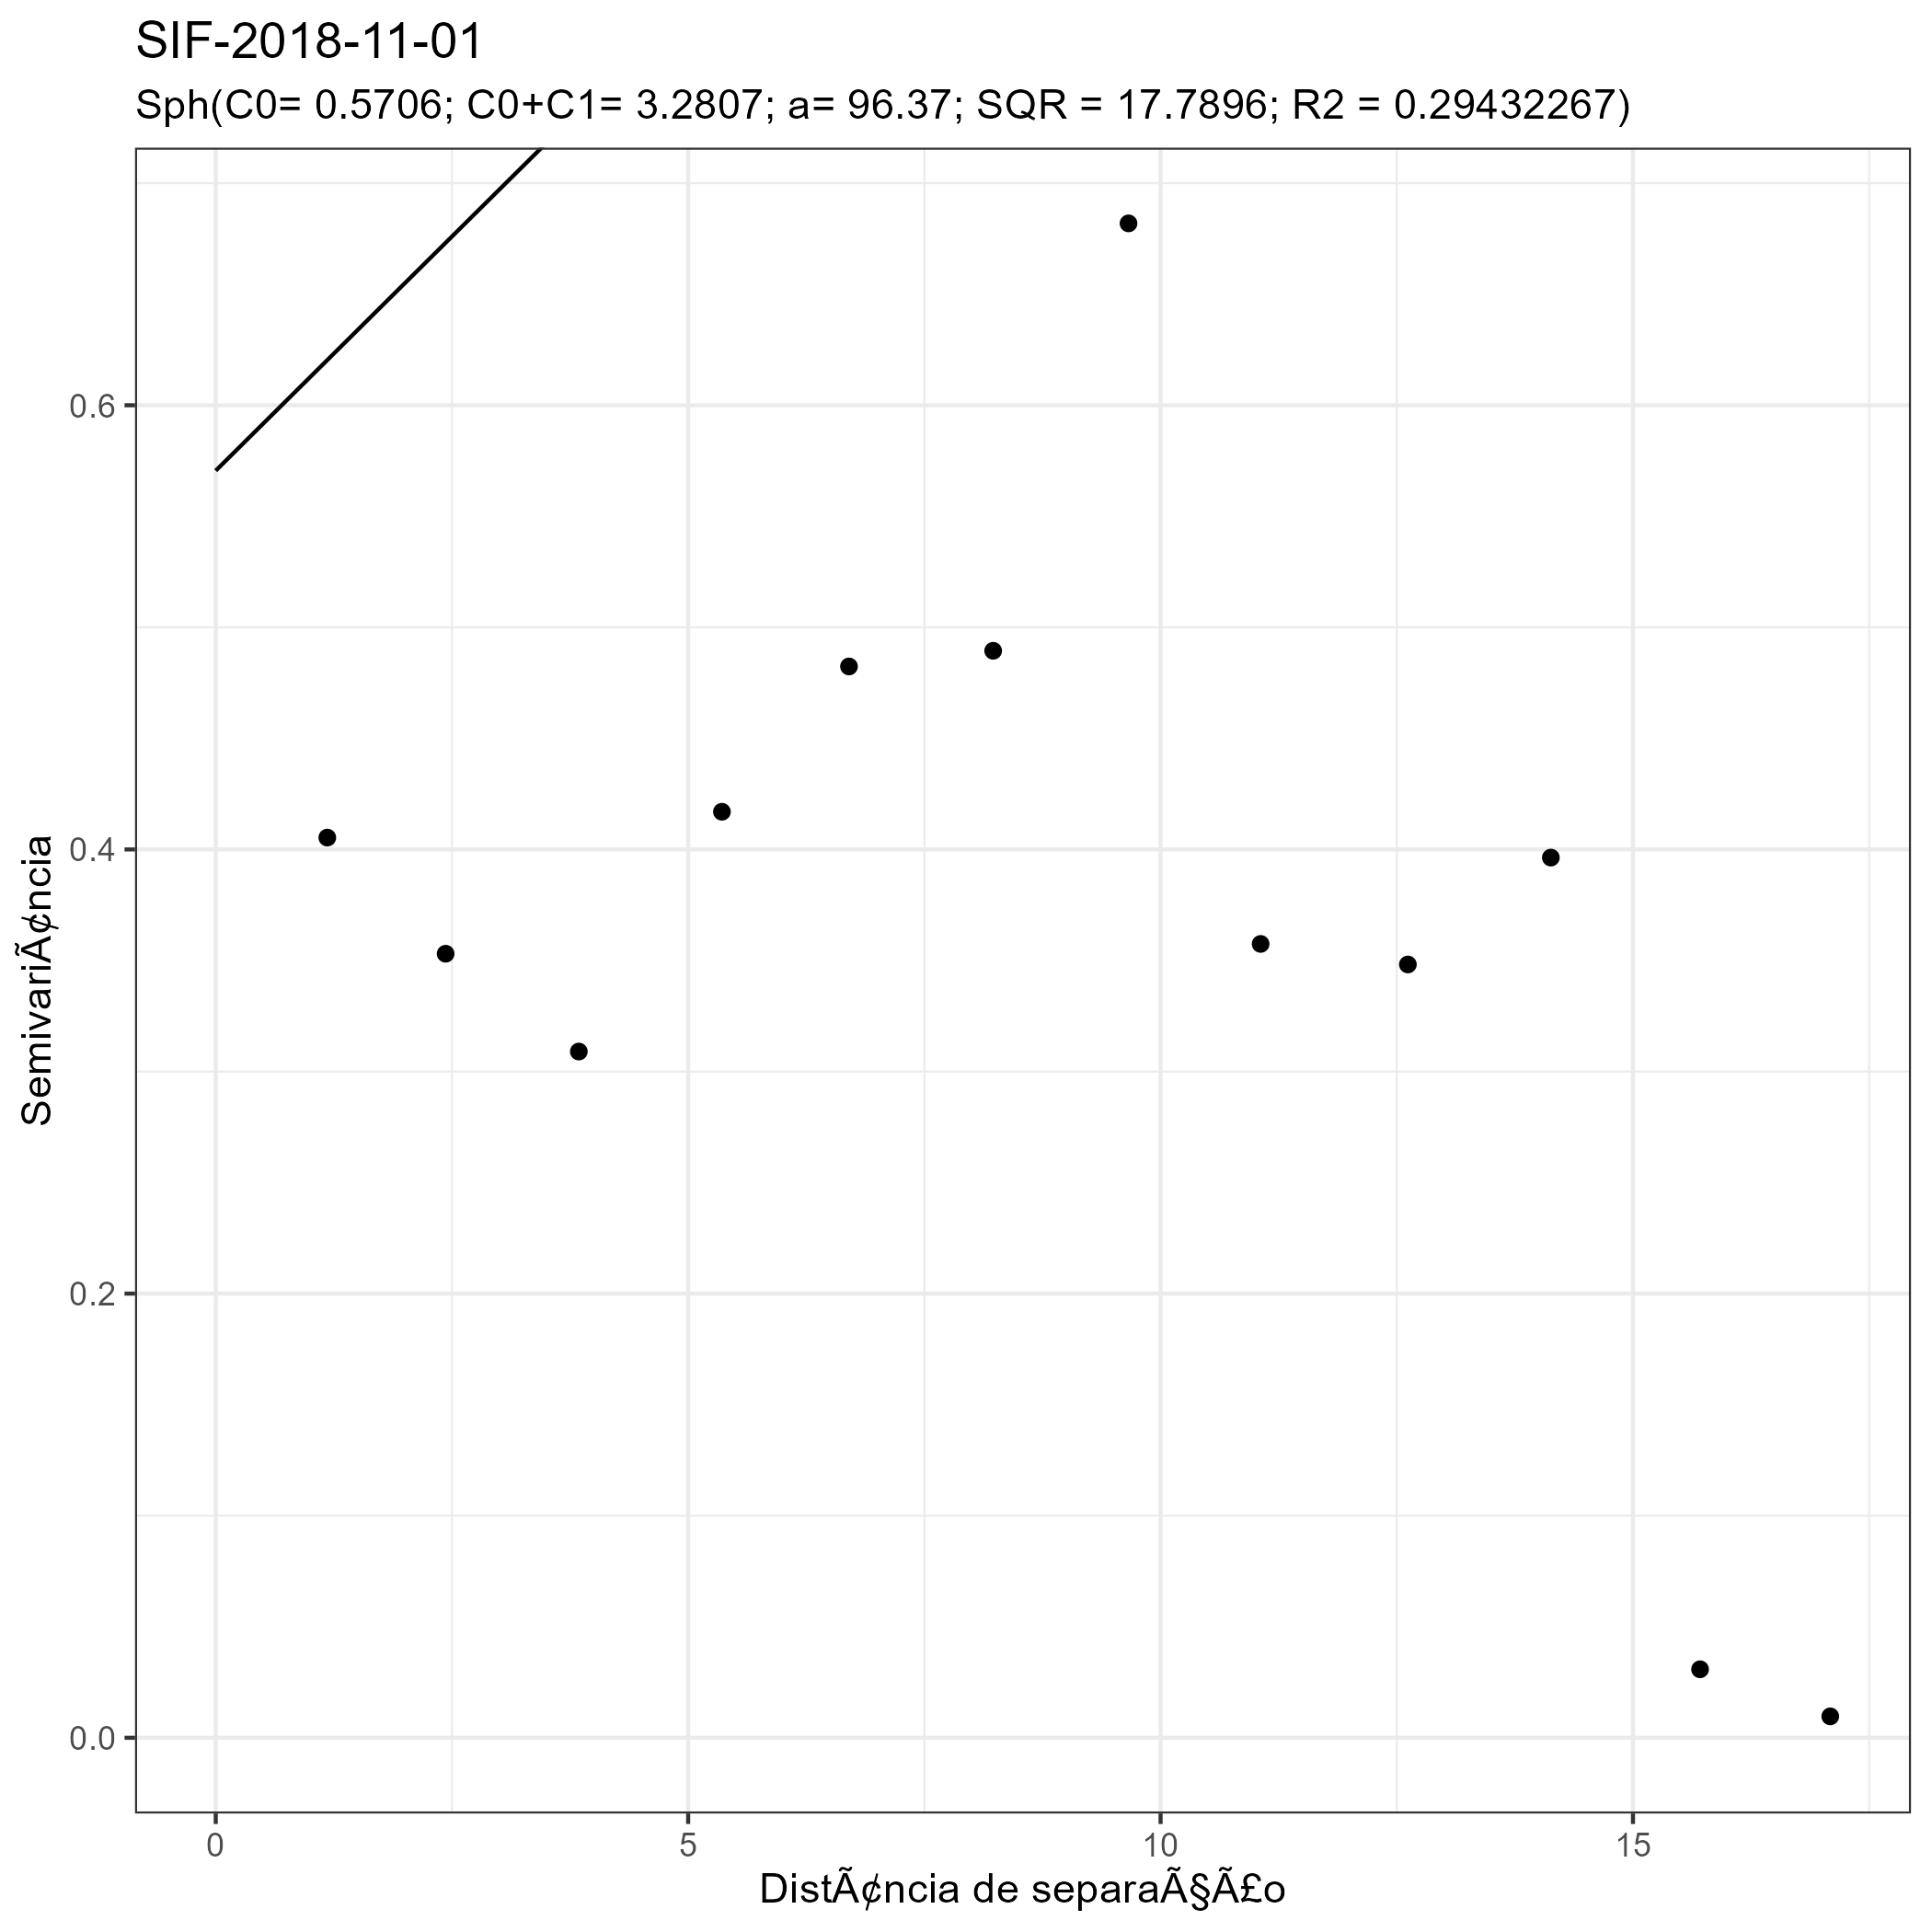 SIF-2018-11-01
Sph(C0= 0.5706; C0+C1= 3.2807; a= 96.37; SQR = 17.7896; R2 = 0.29432267)
SemivariÃ¢ncia
0.6
0.4
0.2
0.0
0 5 10 15
DistÃ¢ncia de separaÃ§Ã£o